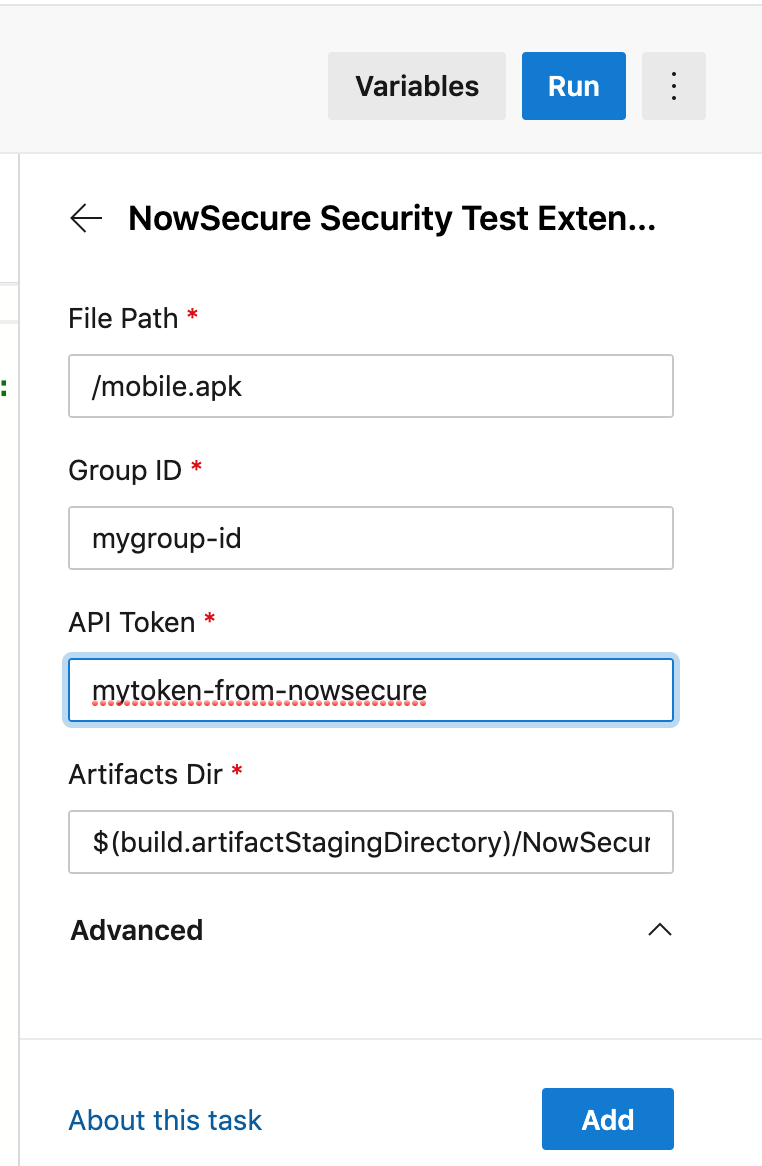 Variables
Run
NowSecure Security Test Exten...
File Path *
/mobile.apk
:
Group ID *
mygroup-id
API Token *
mytoken-from-nowsecure
Artifacts Dir *
$(build.artifactStagingDirectory)/NowSecur
Advanced
About this task
Add